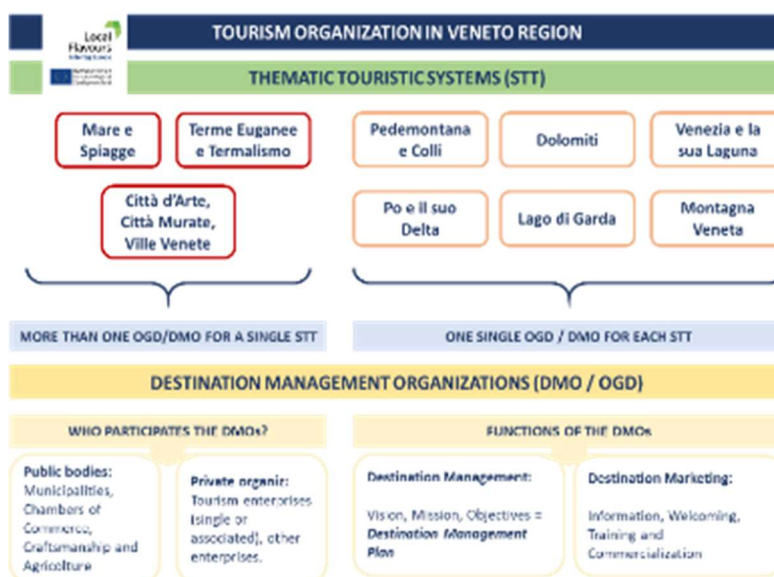 Local
Flavours
TOURISM ORGANIZATION IN VENETO REGION
THEMATIC TOURISTIC SYSTEMS (STT)
Mare e
Spiagge
Terme Euganee
e Termalismo
Città d'Arte,
Città Murate,
Ville Venete
Pedemontana
e Colli
Dolomiti
Venezia e la
sua Laguna
Po e il suo
Delta
Lago di Garda
Montagna
Veneta
MORE THAN ONE OGD/DMO FOR A SINGLE STT
ONE SINGLE OGD / DMO FOR EACH STT
DESTINATION MANAGEMENT ORGANIZATIONS (DMO / OGD)
WHO PARTICIPATES THE DMOs?
FUNCTIONS OF THE DMOs
Public bodies:
Municipalities,
Chambers of
Commerce,
Craftsmanship and
Agricolture
Private organiz:
Tourism enterprises
(single or
associated), other
enterprises.
Destination Management:
Vision, Mission, Objectives =
Destination Management
Plan
Destination Marketing:
Information, Welcoming,
Training and
Commercialization